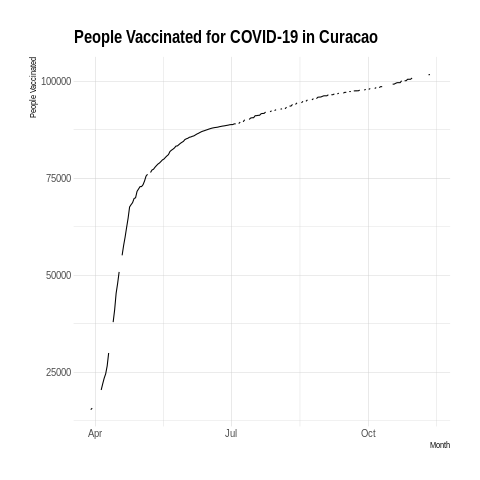 People Vaccinated for COVID-19 in Curacao
People Vaccinated
100000
75000
50000
25000
Apr Jul Oct
Month